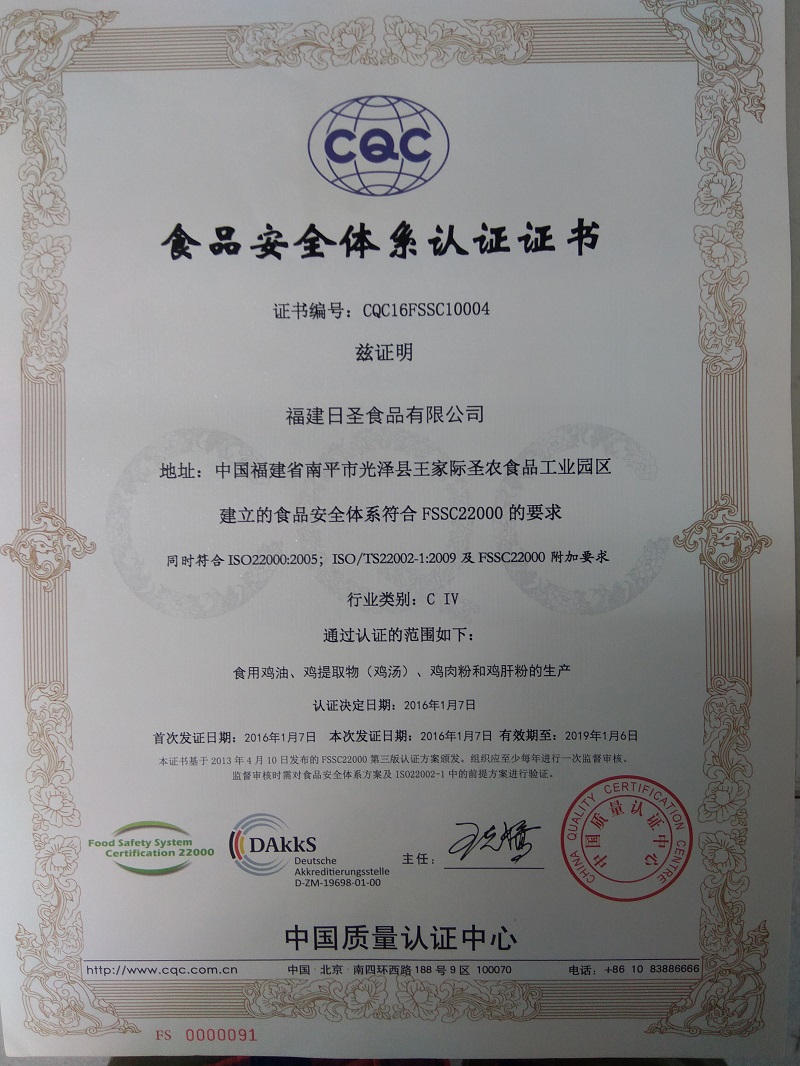 CQC
食品安全体系认证证书
证书编号：CQC16FSSC10004
兹证明
福建日圣食品有限公司
地址：中国福建省南平市光泽县王家际圣农食品工业园区
建立的食品安全体系符合 FSSC22000 的要求
同时符合 ISO22000:2005；ISO/TS22002-1:2009 及 FSSC22000 附加要求
行业类别：C IV
通过认证的范围如下：
食用鸡油、鸡提取物（鸡汤）、鸡肉粉和鸡肝粉的生产
认证决定日期：2016年1月7日
首次发证日期：2016年1月7日 本次发证日期：2016年1月7日 有效期至：2019年1月6日
本证书基于 2013 年 4 月 10 日发布的 FSSC22000 第三版认证方案颁发。组织应至少每年进行一次监督审核、
监督审核时需对食品安全体系方案及 ISO22002-1 中的前提方案进行验证。
Food Safety System
Certification 22000
DAkkS
Deutsche
Akkreditierungsstelle
D-ZM-19698-01-00
主任：
CHINA QUALITY CERTIFICATION CENTRE
中国质量认证中心
中国质量认证中心
http://www.cqc.com.cn 中国·北京·南四环西路 188 号 9 区 100070 电话：+86 10 83886666
FS 0000091